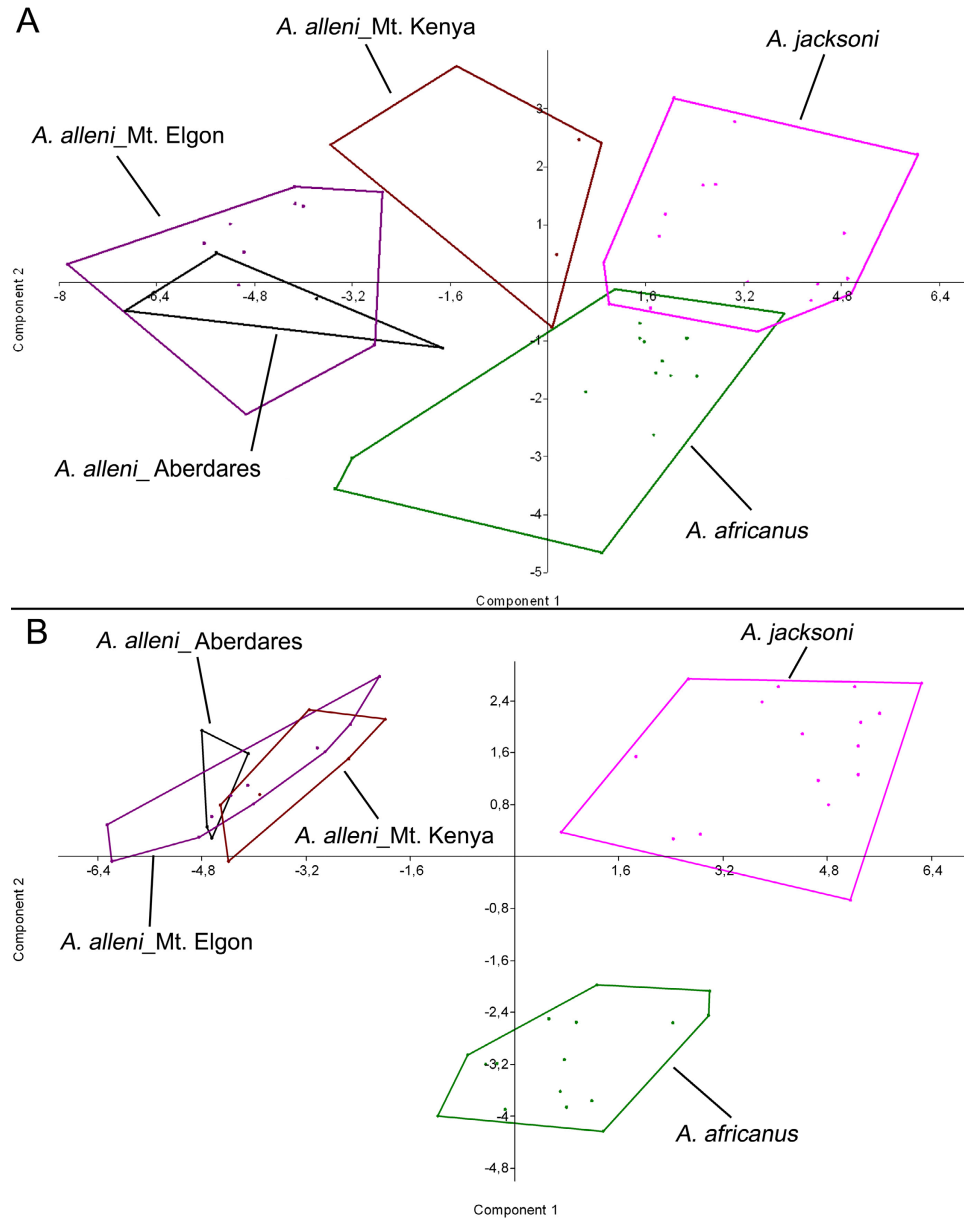 A
A. alleni_Mt. Kenya
A. jacksoni
A. alleni_Mt. Elgon
3
2
1
-8 -6,4 -4,8 -3,2 -1,6 1,6 3,2 4,8 6,4
Component 2
-1
-2
A. alleni_ Aberdares
-3
-4
A. africanus
-5
Component 1
B
A. alleni_ Aberdares
A. jacksoni
2,4
1,6
0,8
A. alleni_Mt. Kenya
-6,4 -4,8 -3,2 -1,6 1,6 3,2 4,8 6,4
Component 2
-0,8
A. alleni_Mt. Elgon
-1,6
-2,4
-3,2
-4
A. africanus
-4,8
Component 1